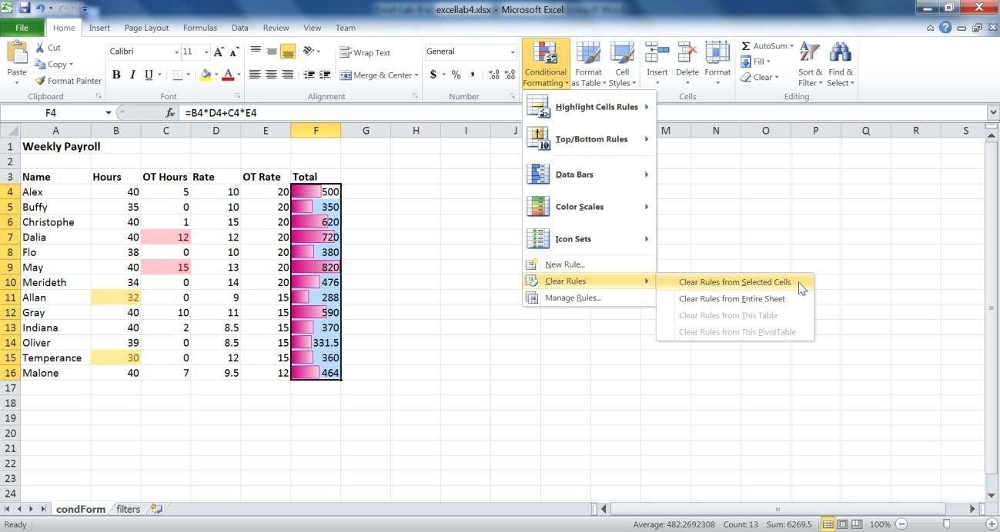 excellab4.xlsx - Microsoft Excel
File Home Insert Page Layout Formulas Data Review View Team
Paste Cut Copy Format Painter Clipboard
Calibri 11 B I U Font
Wrap Text Merge & Center Alignment
General $ % , Number
Conditional Formatting Format as Table Cell Styles
Insert Delete Format Cells
Σ AutoSum Fill Clear Sort & Filter Find & Select Editing
F4 fx =B4*D4+C4*E4
A B C D E F G H I J M N O P Q R S
1 Weekly Payroll
2
3 Name Hours OT Hours Rate OT Rate Total
4 Alex 40 5 10 20 500
5 Buffy 35 0 10 20 350
6 Christophe 40 1 15 20 620
7 Dalia 40 12 12 20 720
8 Flo 38 0 10 20 380
9 May 40 15 13 20 820
10 Merideth 34 0 14 20 476
11 Allan 32 0 9 15 288
12 Gray 40 10 11 15 590
13 Indiana 40 2 8.5 15 370
14 Oliver 39 0 8.5 15 331.5
15 Temperance 30 0 12 15 360
16 Malone 40 7 9.5 12 464
17
18
19
20
21
22
23
24
Highlight Cells Rules
Top/Bottom Rules
Data Bars
Color Scales
Icon Sets
New Rule...
Clear Rules
Manage Rules...
Clear Rules from Selected Cells
Clear Rules from Entire Sheet
Clear Rules from This Table
Clear Rules from This PivotTable
condForm filters
Ready Average: 482.2692308 Count: 13 Sum: 6269.5 100%